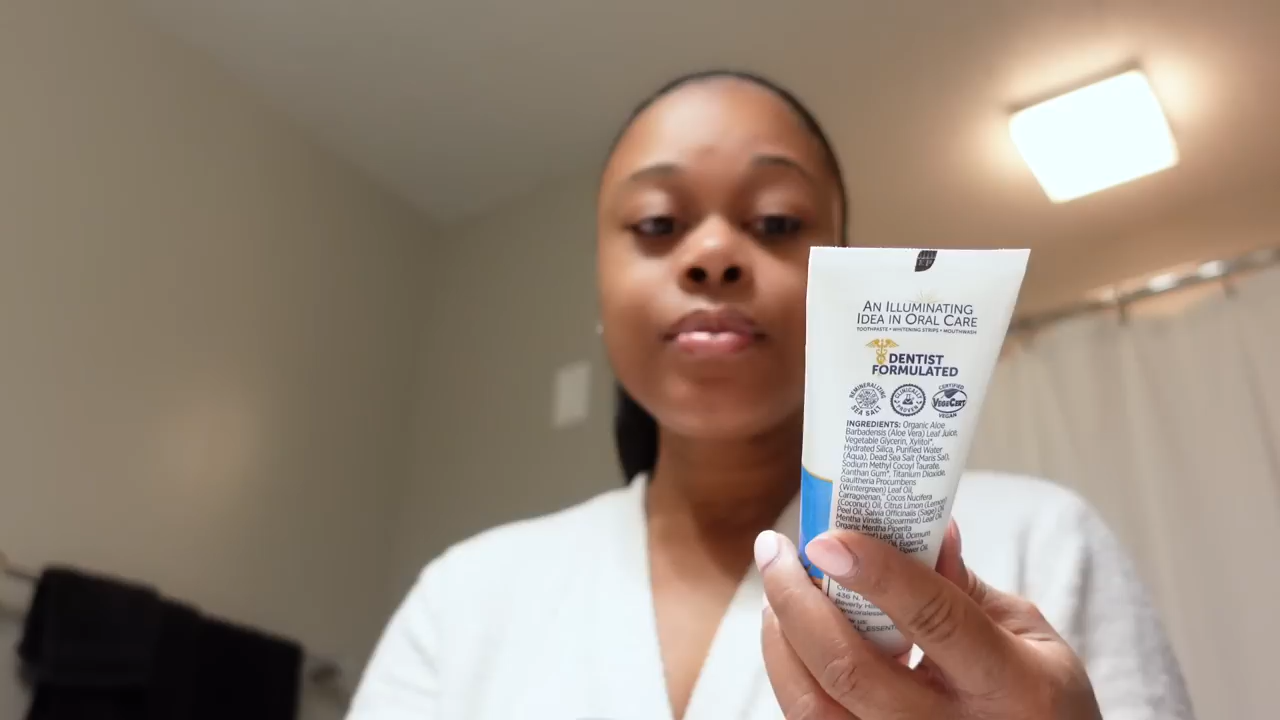 AN ILLUMINATING
IDEA IN ORAL CARE
TOOTHPASTE • WHITENING STRIPS • MOUTHWASH
DENTIST
FORMULATED
REMINERALIZING
SEA SALT
CLINICALLY
PROVEN
CERTIFIED
VEGECERT
VEGAN
INGREDIENTS: Organic Aloe
Barbadensis (Aloe Vera) Leaf Juice,
Vegetable Glycerin, Xylitol*,
Hydrated Silica, Purified Water
(Aqua), Dead Sea Salt (Maris Sal),
Sodium Methyl Cocoyl Taurate,
Xanthan Gum*, Titanium Dioxide,
Gaultheria Procumbens
(Wintergreen) Leaf Oil,
Carrageenan, Cocos Nucifera
(Coconut) Oil, Citrus Limon (Lemon)
Peel Oil, Salvia Officinalis (Sage) Oil,
Mentha Viridis (Spearmint) Leaf Oil,
Organic Mentha Piperita
Leaf Oil, Ocimum
Oil, Eugenia
Flower Oil
436 N.
Beverly